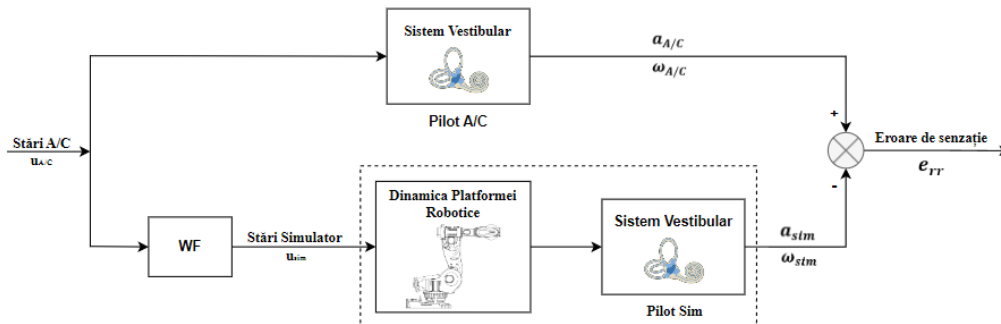 Sistem Vestibular
a_{A/C}
ω_{A/C}
Pilot A/C
+
Stări A/C
u_{A/C}
Eroare de senzație
e_{rr}
-
Dinamica Platformei
Robotice
WF
Stări Simulator
u_{sim}
Sistem Vestibular
a_{sim}
ω_{sim}
Pilot Sim